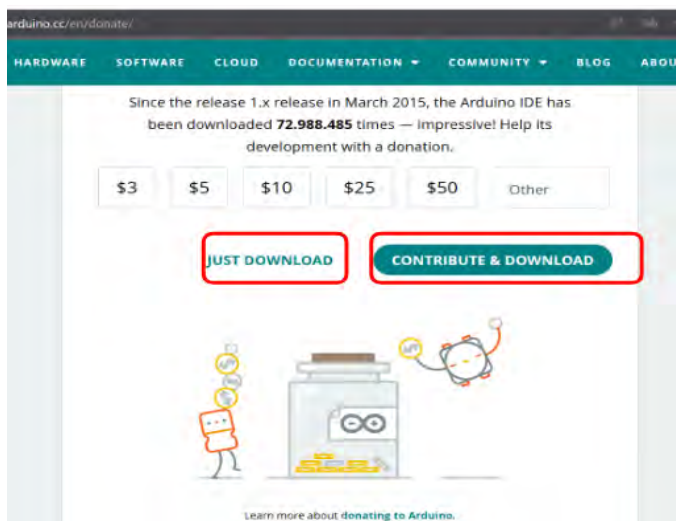 arduino.cc/en/donate/
HARDWARE SOFTWARE CLOUD DOCUMENTATION COMMUNITY BLOG ABOU
Since the release 1.x release in March 2015, the Arduino IDE has
been downloaded 72.988.485 times — impressive! Help its
development with a donation.
$3 $5 $10 $25 $50 Other
JUST DOWNLOAD CONTRIBUTE & DOWNLOAD
Learn more about donating to Arduino.